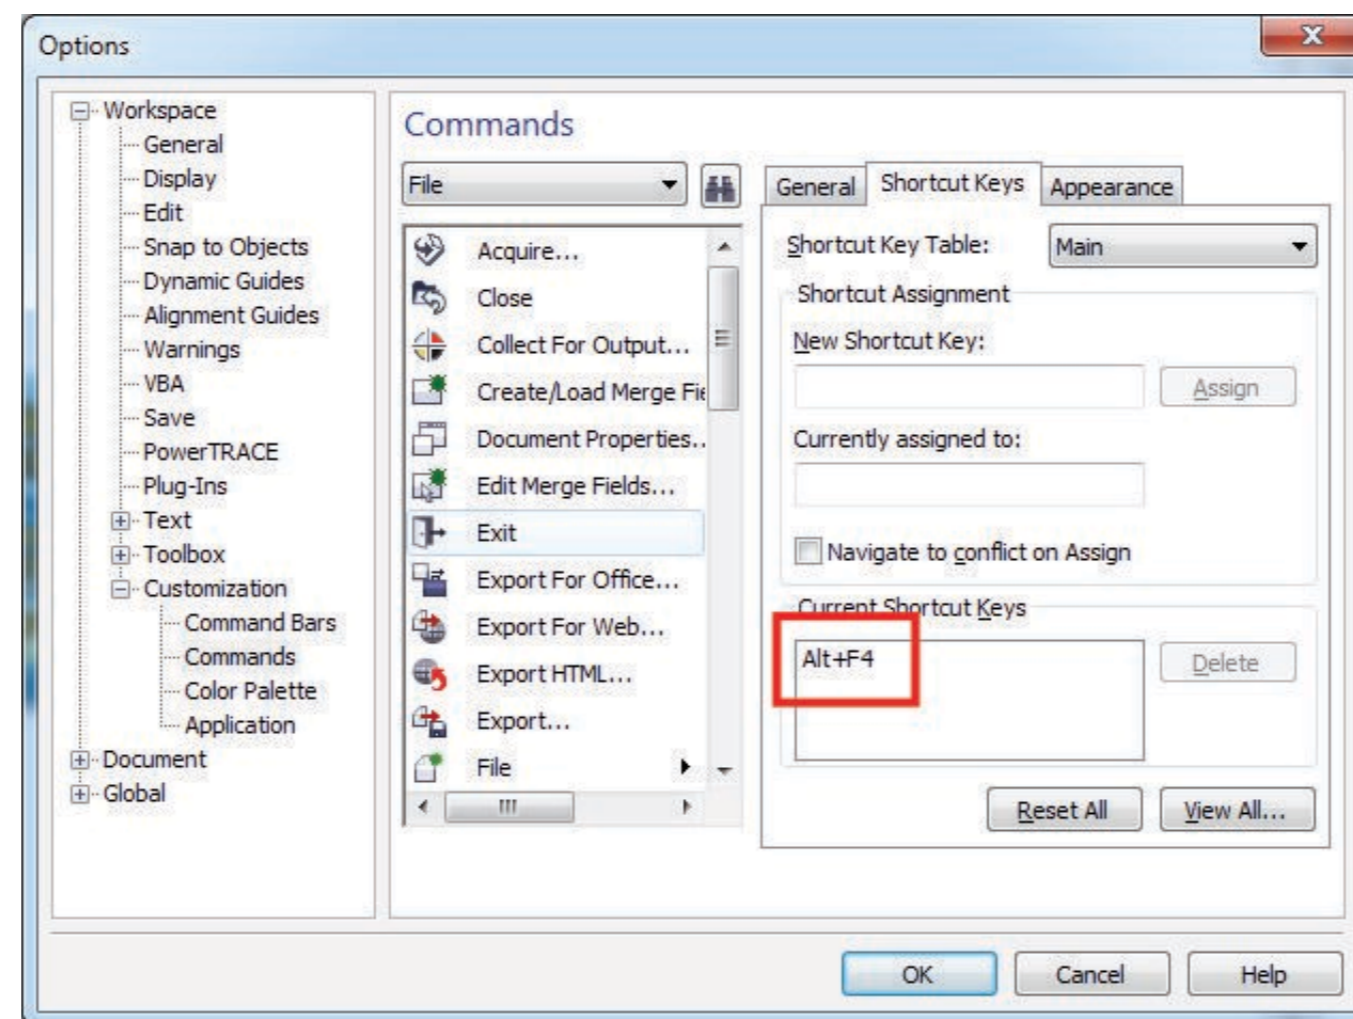 Options
Workspace
General
Display
Edit
Snap to Objects
Dynamic Guides
Alignment Guides
Warnings
VBA
Save
PowerTRACE
Plug-Ins
Text
Toolbox
Customization
Command Bars
Commands
Color Palette
Application
Document
Global
Commands
File
Acquire...
Close
Collect For Output...
Create/Load Merge Fie
Document Properties..
Edit Merge Fields...
Exit
Export For Office...
Export For Web...
Export HTML...
Export...
File
General Shortcut Keys Appearance
Shortcut Key Table: Main
Shortcut Assignment
New Shortcut Key:
Assign
Currently assigned to:
Navigate to conflict on Assign
Current Shortcut Keys
Alt+F4
Delete
Reset All View All...
OK Cancel Help